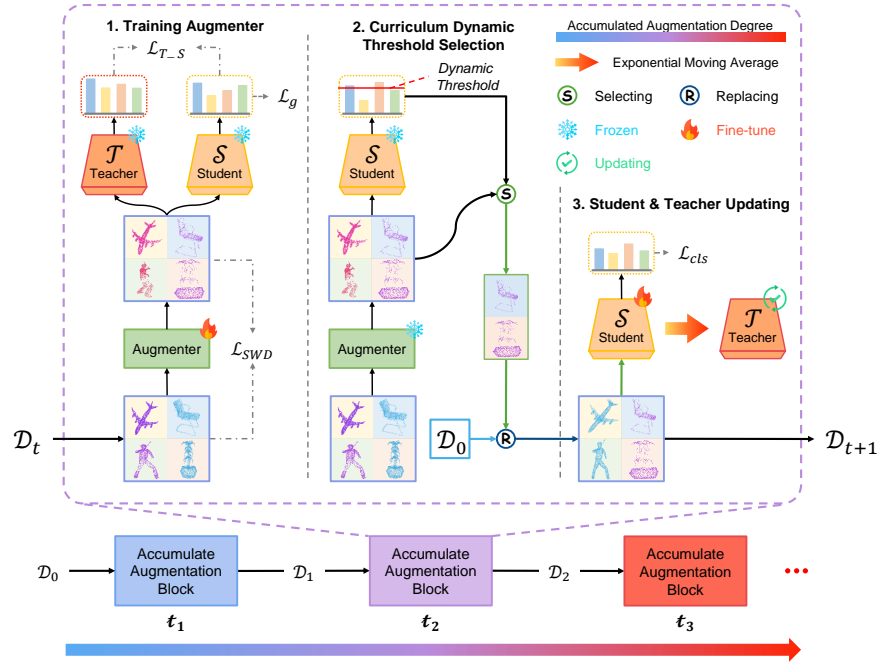 1. Training Augmenter
2. Curriculum Dynamic
Threshold Selection
Accumulated Augmentation Degree
ℒ_{T_S}
Dynamic
Threshold
Exponential Moving Average
ℒ_g
S Selecting
R Replacing
Frozen
Fine-tune
Updating
𝒯
Teacher
𝒮
Student
𝒮
Student
S
3. Student & Teacher Updating
ℒ_{cls}
𝒮
Student
𝒯
Teacher
Augmenter
ℒ_{SWD}
Augmenter
𝒟_t
𝒟_0
R
𝒟_{t+1}
𝒟_0
Accumulate
Augmentation
Block
𝒟_1
Accumulate
Augmentation
Block
𝒟_2
Accumulate
Augmentation
Block
...
t_1
t_2
t_3